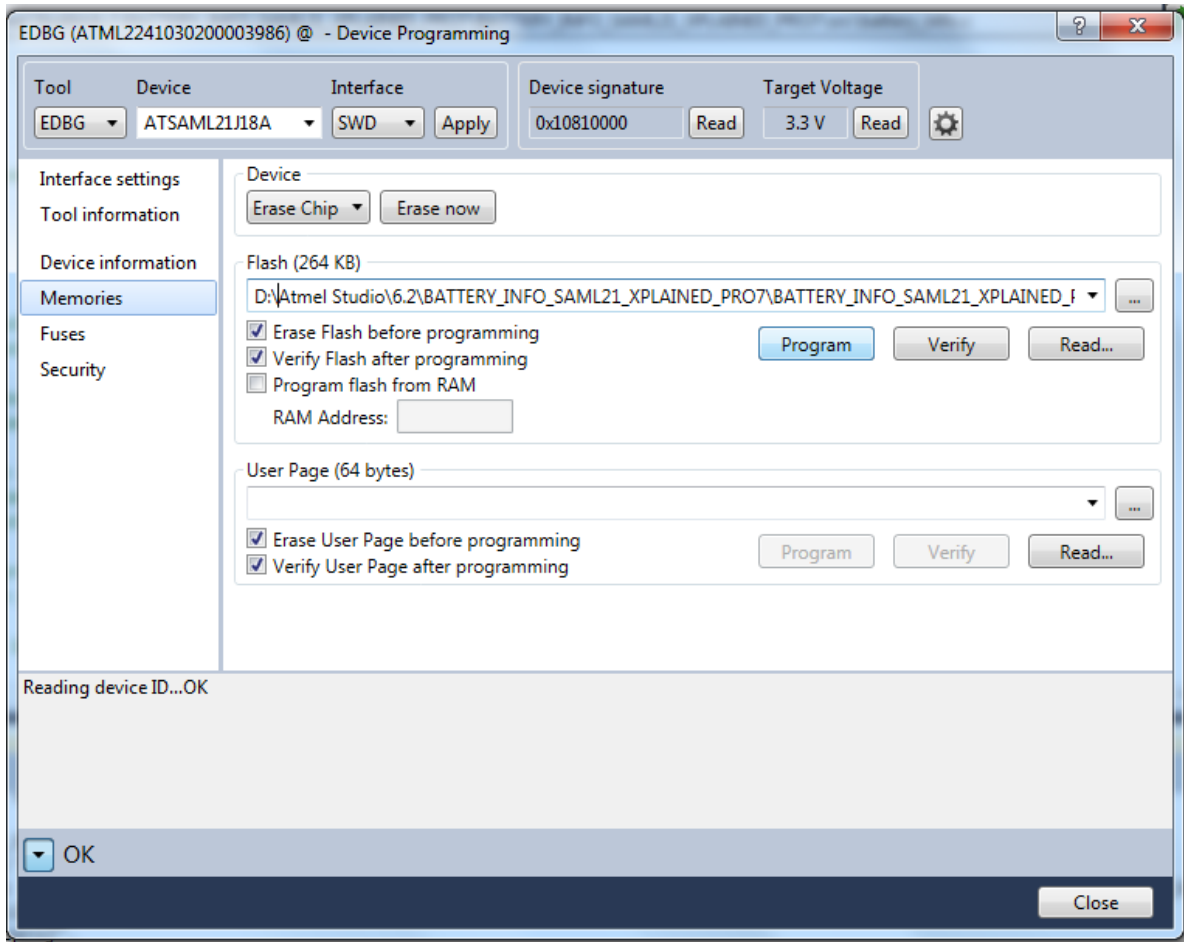 EDBG (ATML2241030200003986) @ - Device Programming
Tool Device Interface Device signature Target Voltage
EDBG ATSAML21J18A SWD Apply 0x10810000 Read 3.3 V Read
Interface settings
Tool information
Device information
Memories
Fuses
Security
Device
Erase Chip Erase now
Flash (264 KB)
D:\Atmel Studio\6.2\BATTERY_INFO_SAML21_XPLAINED_PRO7\BATTERY_INFO_SAML21_XPLAINED_F ...
Erase Flash before programming
Verify Flash after programming
Program flash from RAM
RAM Address:
Program Verify Read...
User Page (64 bytes)
...
Erase User Page before programming
Verify User Page after programming
Program Verify Read...
Reading device ID...OK
OK
Close